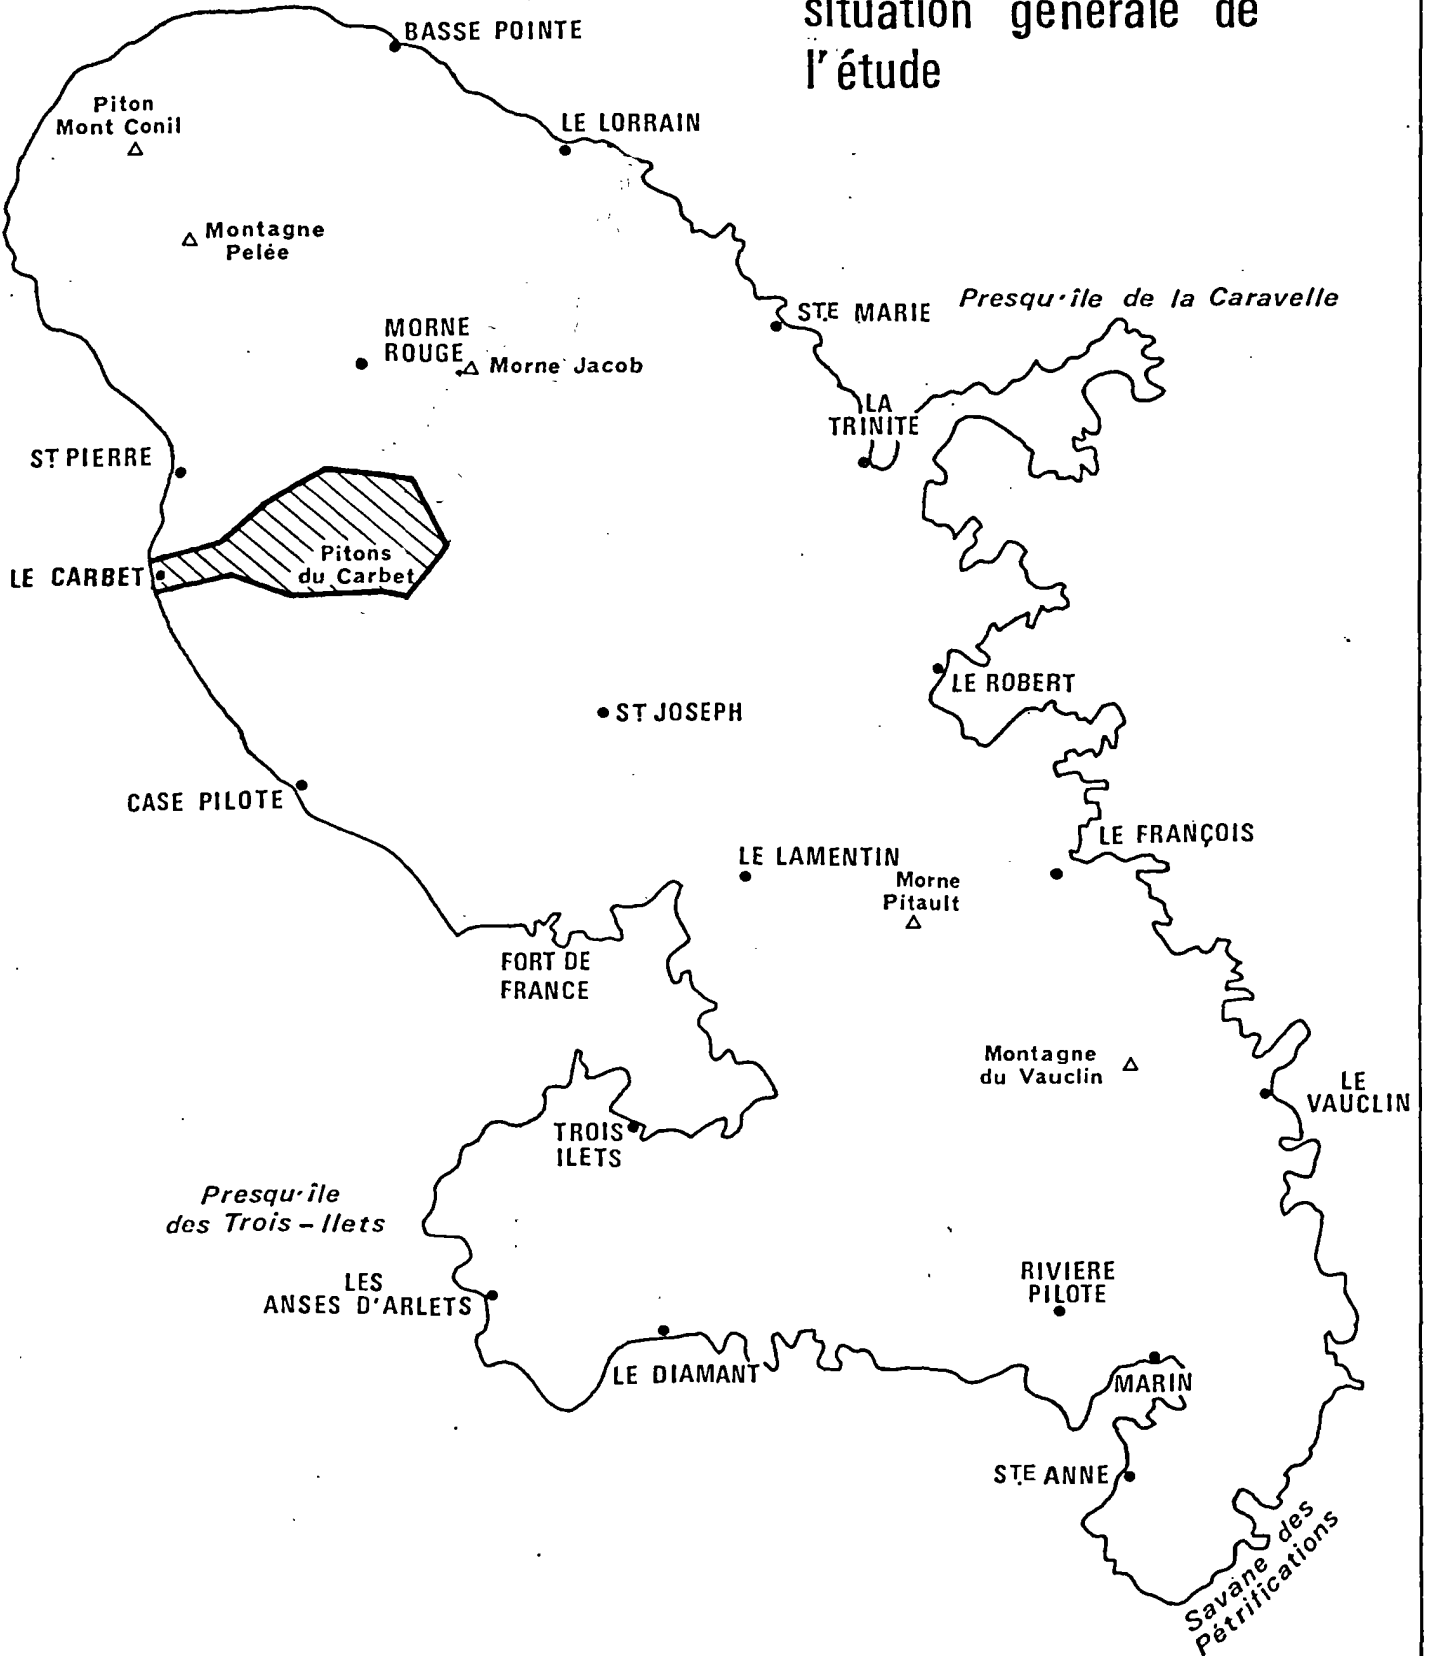 situation générale de
l'étude
BASSE POINTE
Piton
Mont Conil
LE LORRAIN
Montagne
Pelée
STE MARIE
Presqu'île de la Caravelle
MORNE
ROUGE
Morne Jacob
LA
TRINITE
ST PIERRE
Pitons
du Carbet
LE CARBET
LE ROBERT
ST JOSEPH
CASE PILOTE
LE FRANÇOIS
LE LAMENTIN
Morne
Pitault
FORT DE
FRANCE
Montagne
du Vauclin
LE
VAUCLIN
TROIS
ILETS
Presqu'île
des Trois-Ilets
LES
ANSES D'ARLETS
RIVIERE
PILOTE
LE DIAMANT
MARIN
STE ANNE
Savane des
Pétrifications